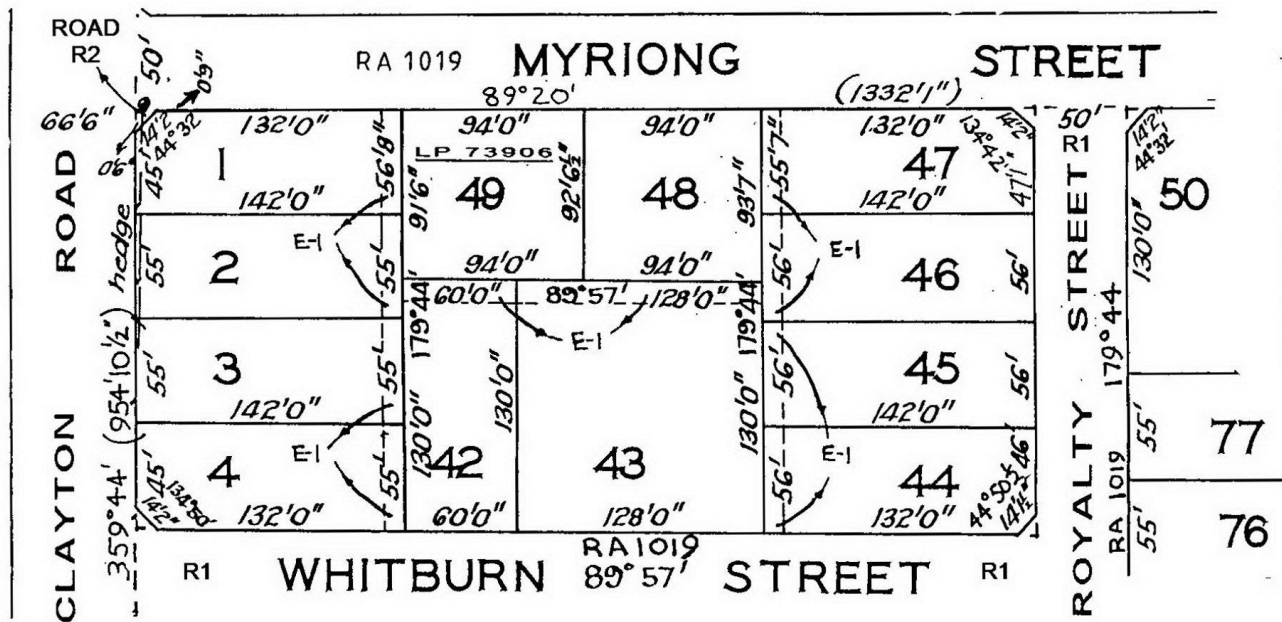 ROAD
R2
50'
0'9"
RA 1019 MYRIONG STREET
89°20' (1332'1")
66'6"
0'9"
14'2"
44°32'
132'0" 94'0" 94'0" 132'0" 14'2" 50' 14'2"
134°42' R1 44°32'
LP 73906
45' 1 56'8" 91'6" 49 92'6½" 48 93'7" 55'7" 47 47'1" 50
142'0" 142'0"
ROAD hedge
E-1 E-1
55' 2 55' 94'0" 94'0" 56' 46 56' 130'0"
60'0" 89°57' 128'0"
142'0" 179°44' E-1 179°44' STREET 179°44'
55' 3 55' 56' 45 56'
142'0" 130'0" 130'0" 142'0"
CLAYTON 359°44' (954'10½")
E-1 E-1
45' 4 55' 130'0" 42 43 56' 44 46' 55' 77
134°50' 44°50½'
14'2" 132'0" 60'0" 128'0" 132'0" 14'1½"
RA 1019
R1 WHITBURN 89°57' STREET R1
ROYALTY RA 1019 55' 76